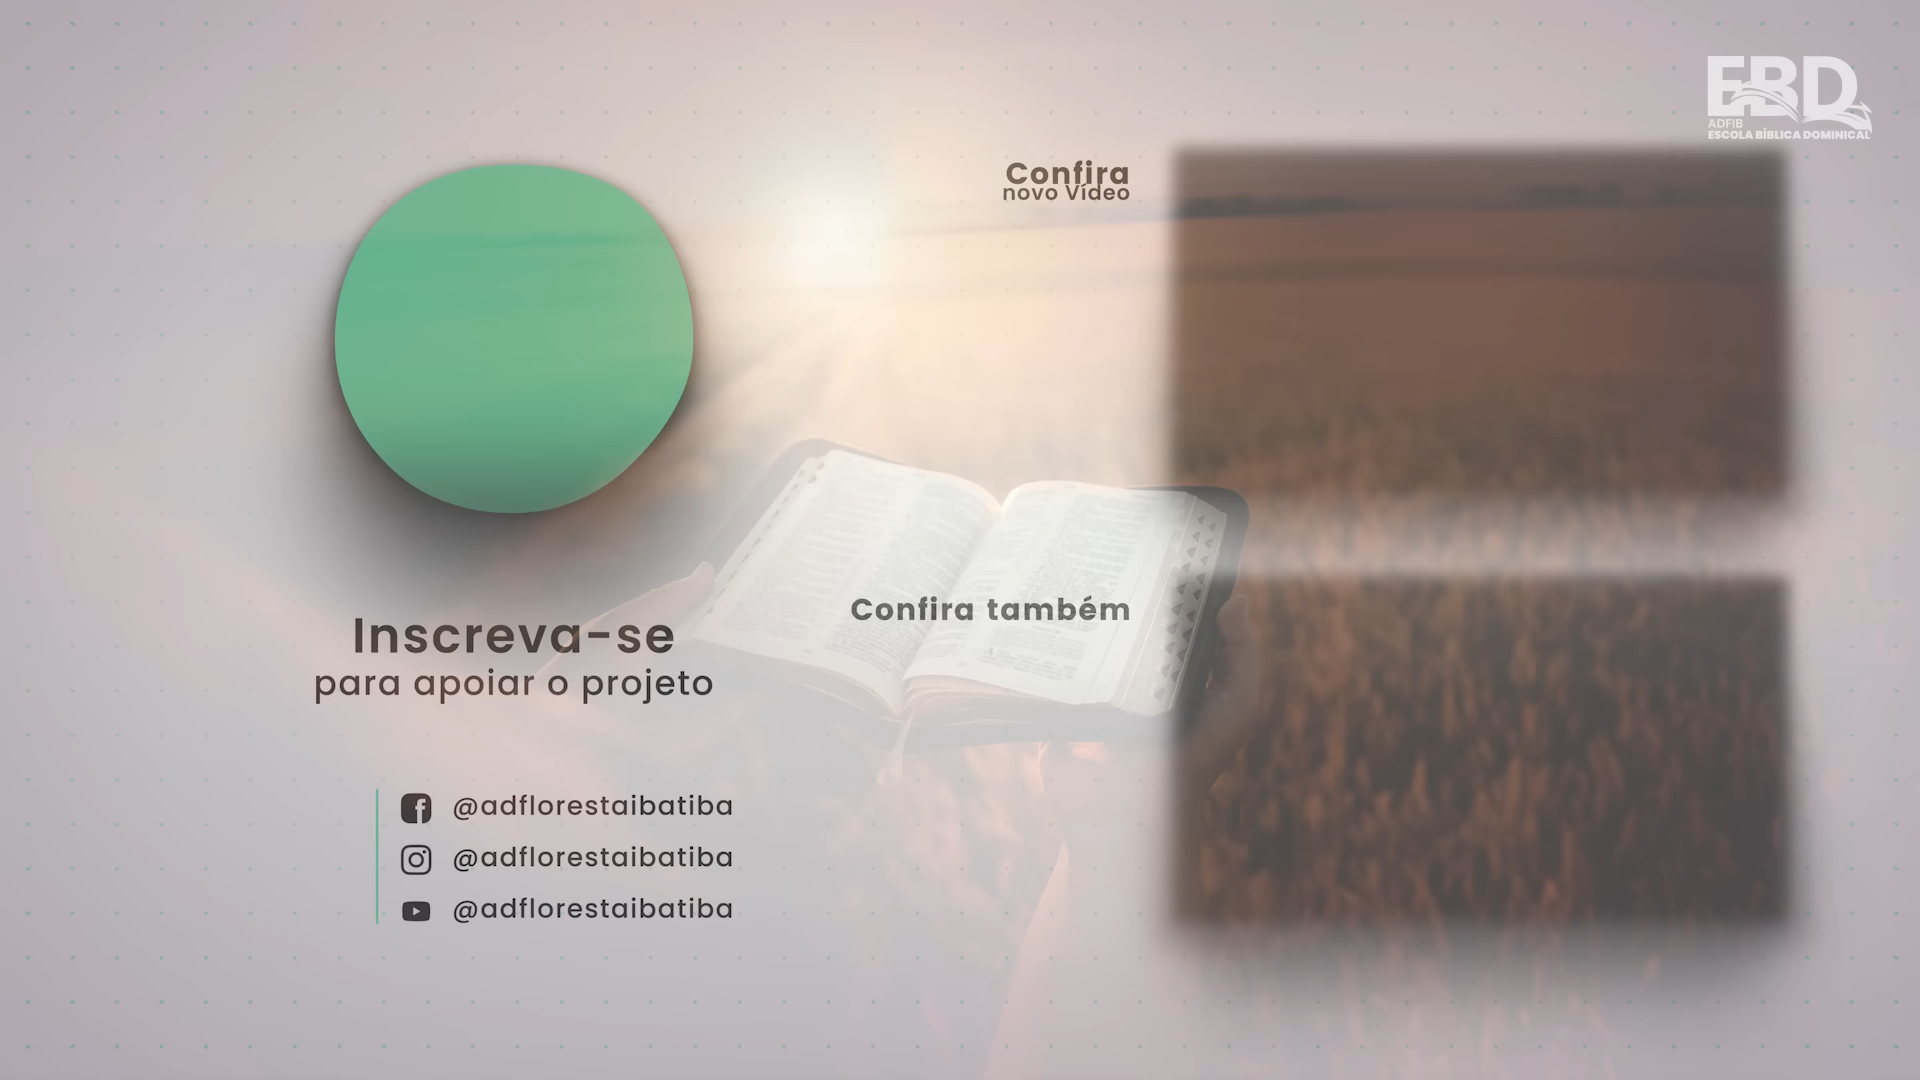 EBD
ADFIB
ESCOLA BÍBLICA DOMINICAL
Confira
novo Vídeo
Confira também
Inscreva-se
para apoiar o projeto
@adflorestaibatiba
@adflorestaibatiba
@adflorestaibatiba